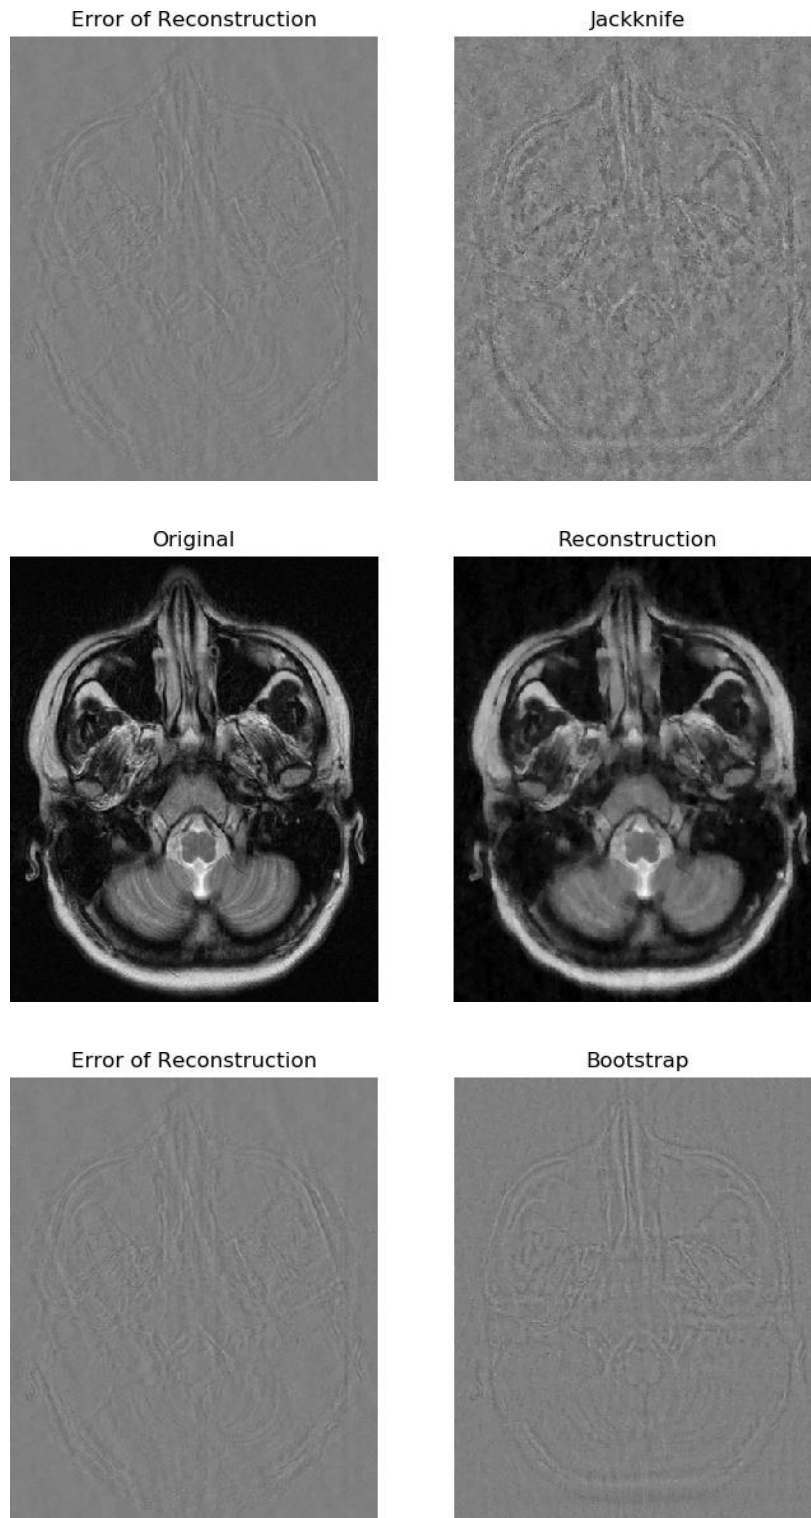 Error of Reconstruction
Jackknife
Original
Reconstruction
Error of Reconstruction
Bootstrap